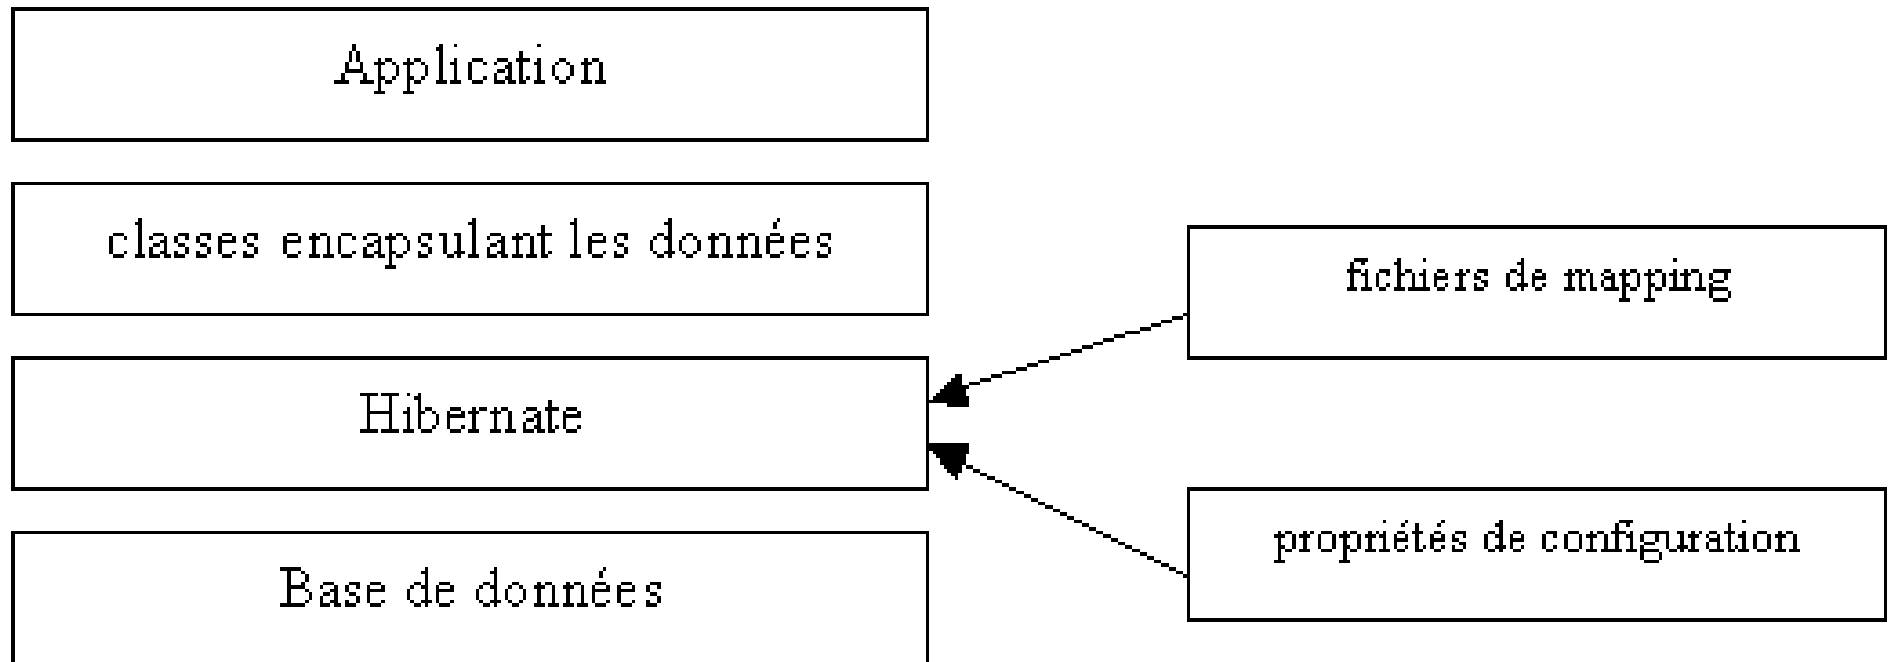 Application
classes encapsulant les données
fichiers de mapping
Hibernate
propriétés de configuration
Base de données